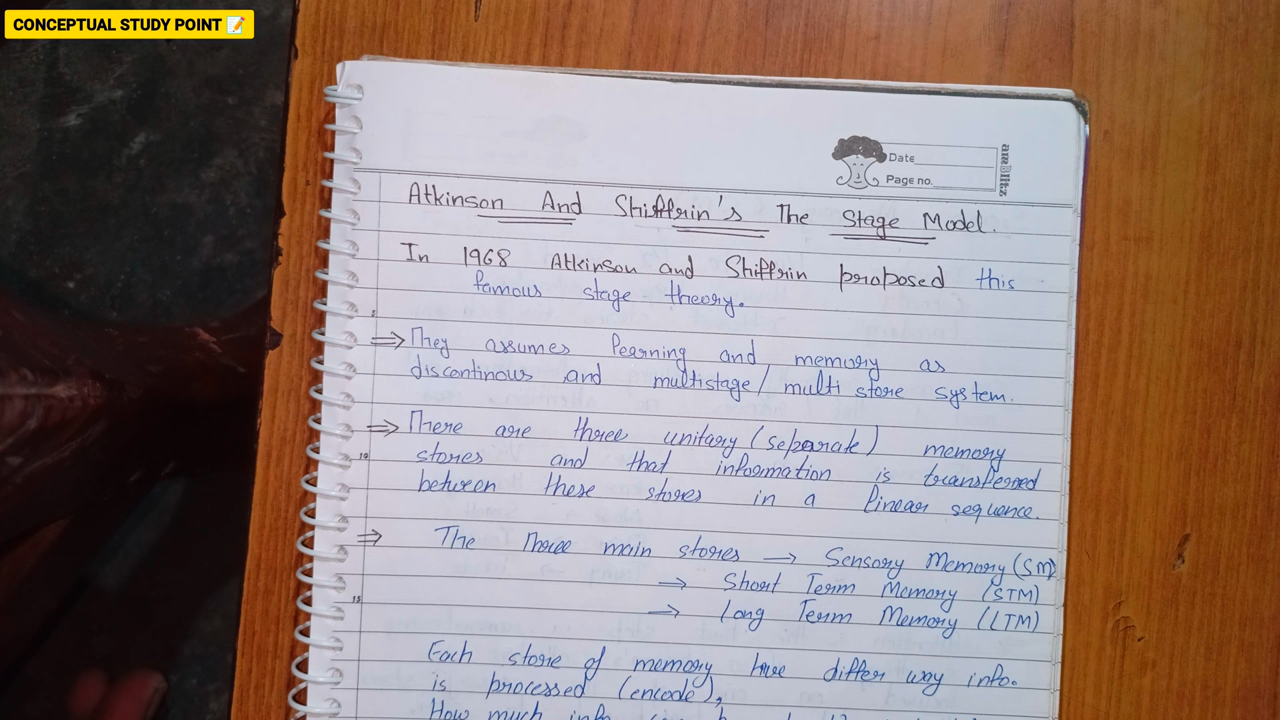 CONCEPTUAL STUDY POINT 📝
Date
Page no.
amblitz
Atkinson And Shiffrin's The Stage Model.
In 1968 Atkinson and Shiffrin proposed this
famous stage theory.
⇒ They assumes learning and memory as
discontinous and multistage/multi store system.
⇒ There are three unitary (separate) memory
stores and that information is transferred
between these stores in a linear sequence.
⇒ The Three main stores → Sensory Memory (SM)
→ Short Term Memory (STM)
→ Long Term Memory (LTM)
Each store of memory have differ way info.
is processed (encode),
How much info